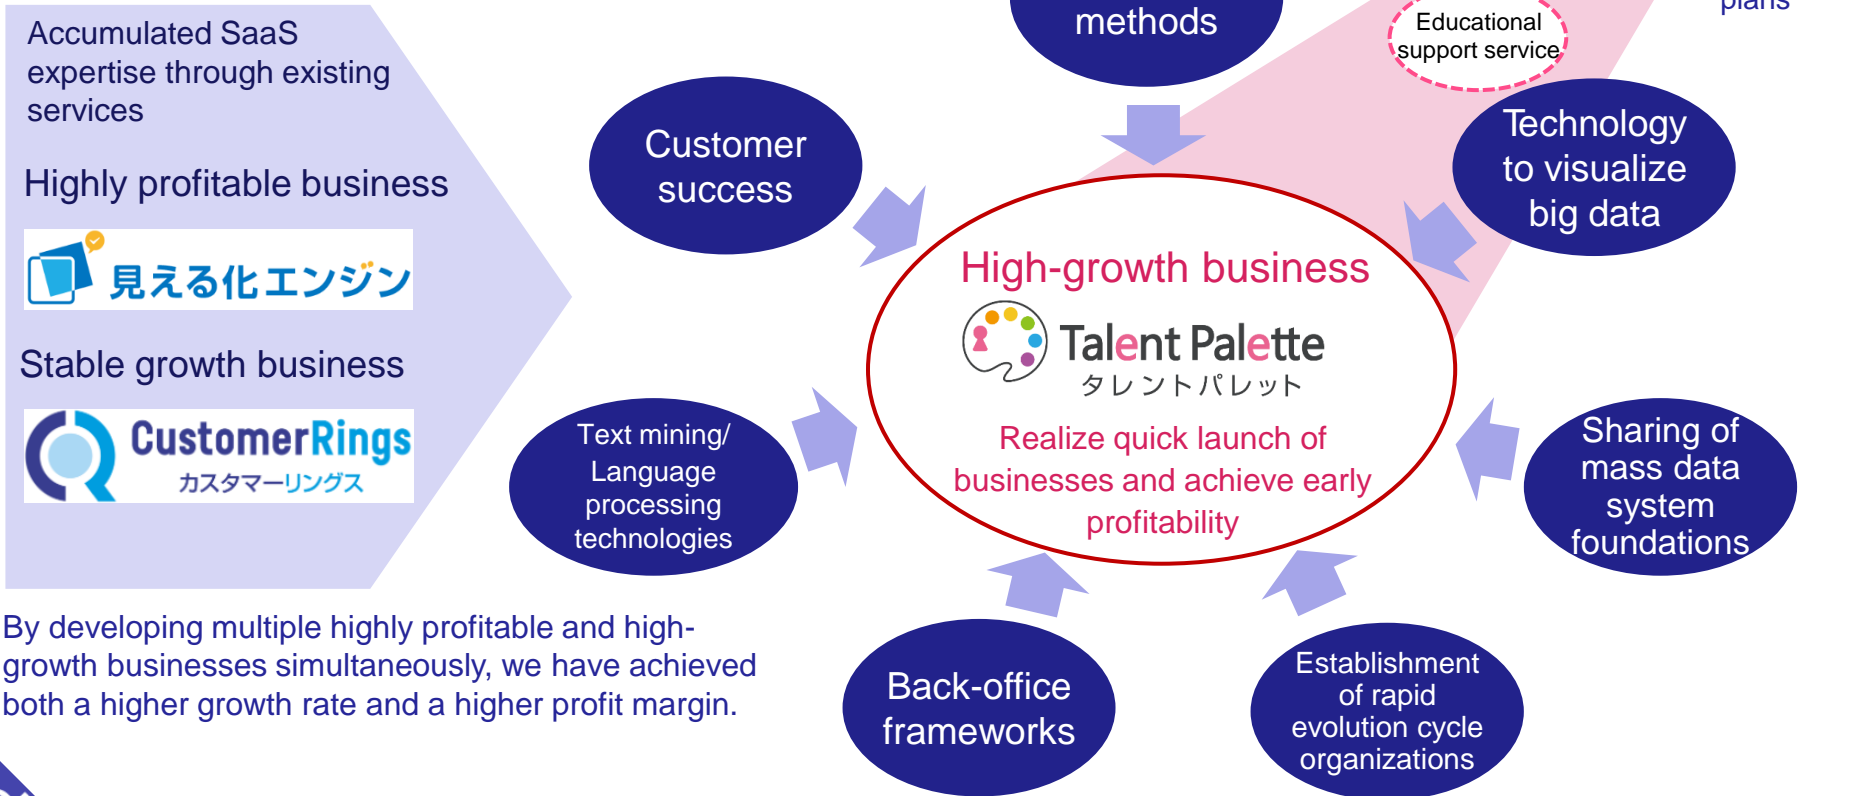 Accumulated SaaS
expertise through existing
services
Highly profitable business
見える化エンジン
Stable growth business
CustomerRings
カスタマーリングス
By developing multiple highly profitable and high-
growth businesses simultaneously, we have achieved
both a higher growth rate and a higher profit margin.
methods
Educational
support service
plans
Customer
success
Technology
to visualize
big data
High-growth business
Talent Palette
タレントパレット
Realize quick launch of
businesses and achieve early
profitability
Text mining/
Language
processing
technologies
Sharing of
mass data
system
foundations
Back-office
frameworks
Establishment
of rapid
evolution cycle
organizations